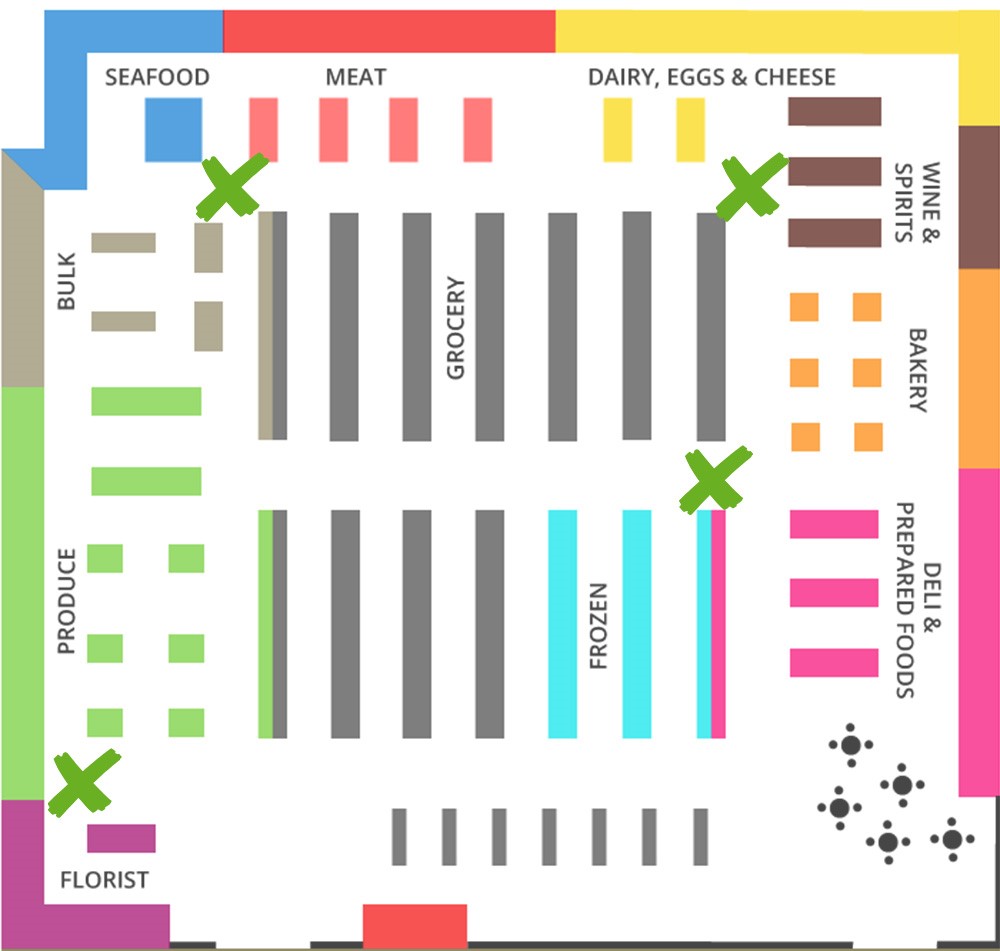 SEAFOOD
MEAT
DAIRY, EGGS & CHEESE
WINE &
SPIRITS
BULK
GROCERY
BAKERY
PRODUCE
FROZEN
DELI &
PREPARED FOODS
FLORIST